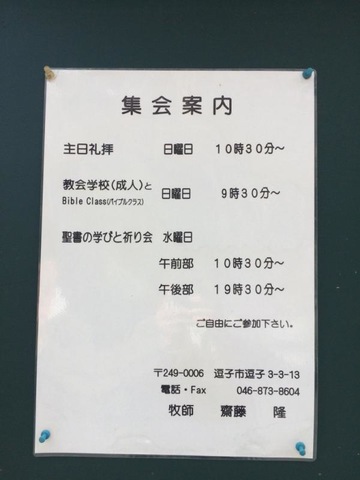 集会案内
主日礼拝 日曜日 10時30分～
教会学校(成人)と
Bible Class(バイブルクラス) 日曜日 9時30分～
聖書の学びと祈り会 水曜日
午前部 10時30分～
午後部 19時30分～
ご自由にご参加下さい。
〒249-0006 逗子市逗子3-3-13
電話・Fax 046-873-8604
牧師 齋藤 隆